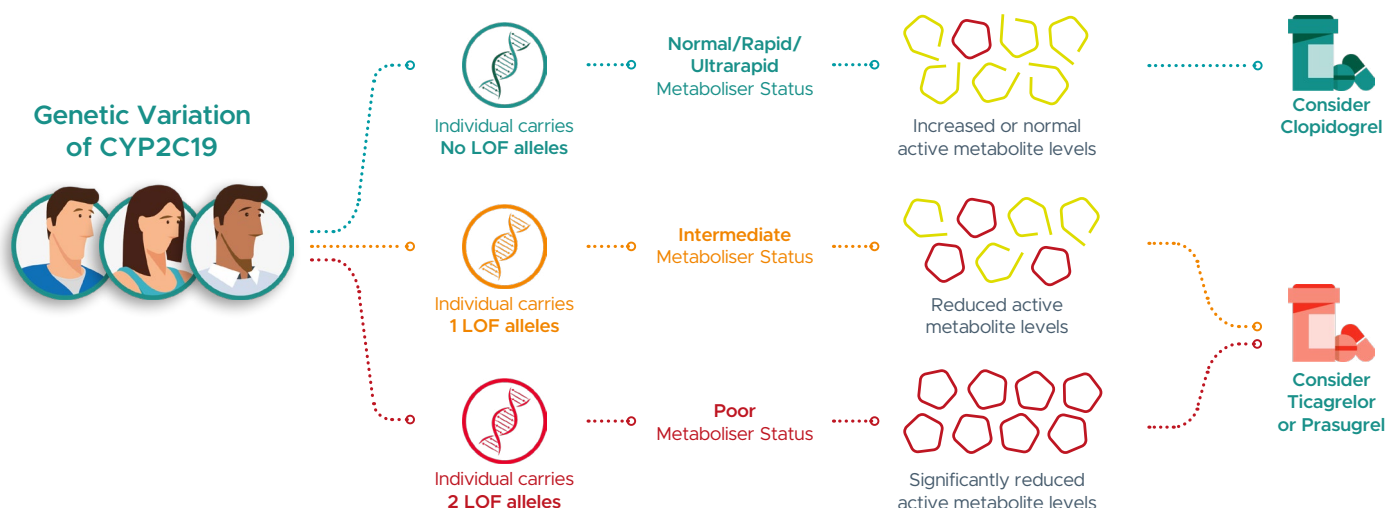 Genetic Variation
of CYP2C19
Individual carries
No LOF alleles
Normal/Rapid/
Ultrarapid
Metaboliser Status
Increased or normal
active metabolite levels
Consider
Clopidogrel
Individual carries
1 LOF alleles
Intermediate
Metaboliser Status
Reduced active
metabolite levels
Individual carries
2 LOF alleles
Poor
Metaboliser Status
Significantly reduced
active metabolite levels
Consider
Ticagrelor
or Prasugrel